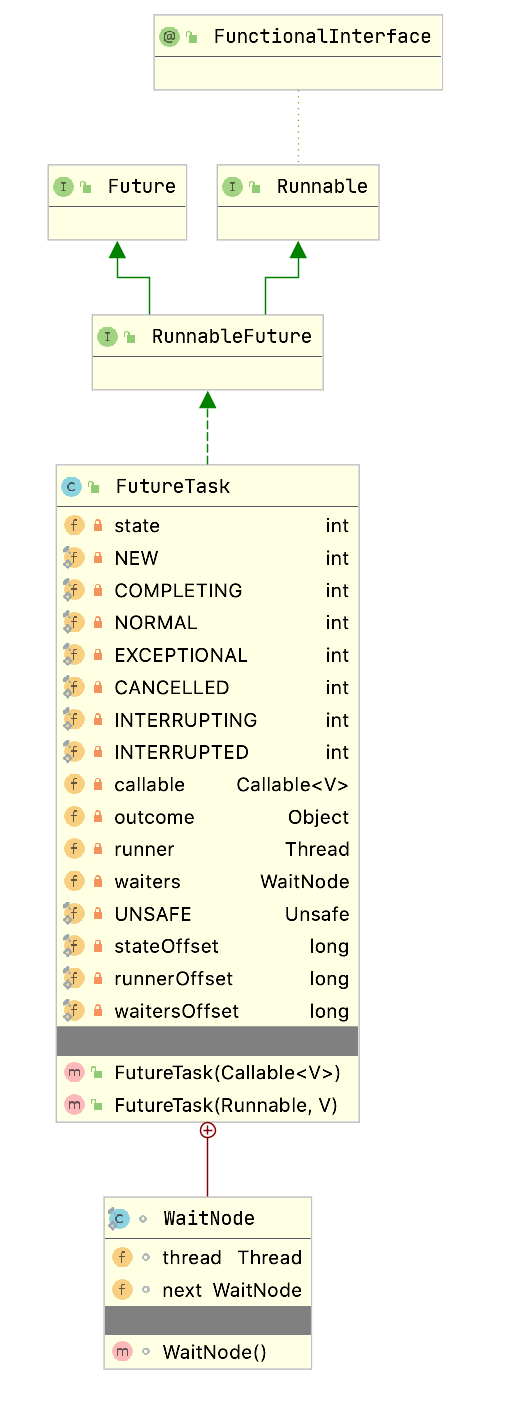 @ FunctionalInterface
I Future
I Runnable
I RunnableFuture
C FutureTask
f state int
f NEW int
f COMPLETING int
f NORMAL int
f EXCEPTIONAL int
f CANCELLED int
f INTERRUPTING int
f INTERRUPTED int
f callable Callable<V>
f outcome Object
f runner Thread
f waiters WaitNode
f UNSAFE Unsafe
f stateOffset long
f runnerOffset long
f waitersOffset long
m FutureTask(Callable<V>)
m FutureTask(Runnable, V)
C WaitNode
f thread Thread
f next WaitNode
m WaitNode()